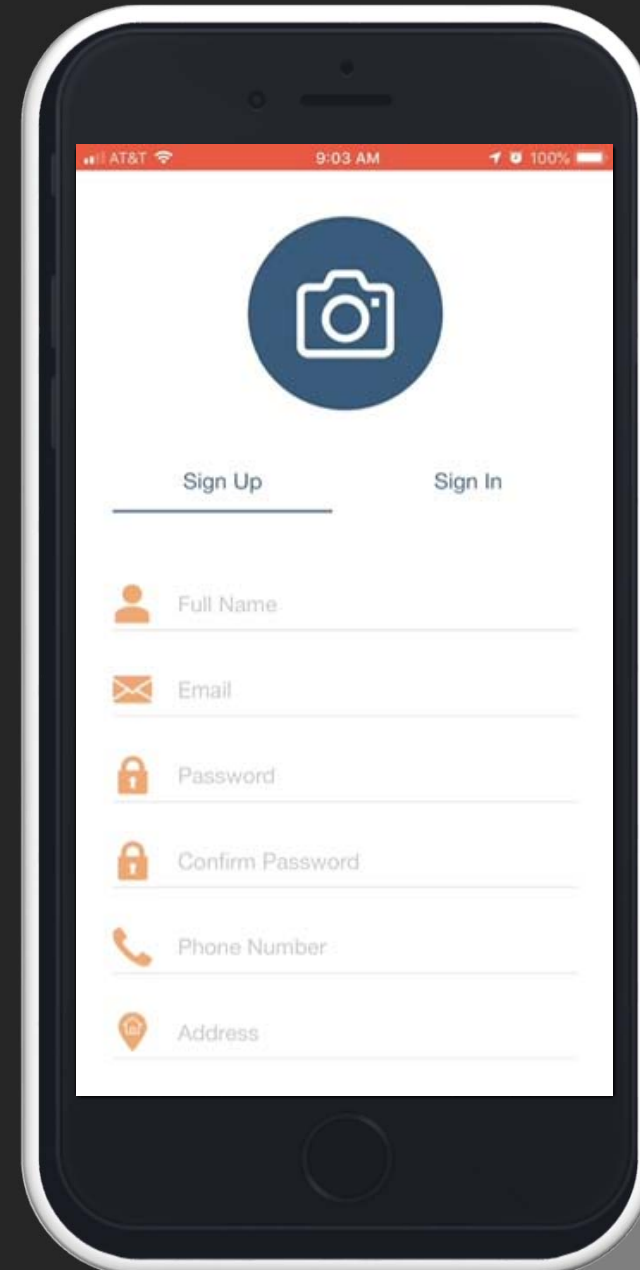 AT&T 9:03 AM 100%
Sign Up Sign In
Full Name
Email
Password
Confirm Password
Phone Number
Address